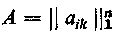 A = ‖ a_{ik} ‖_1^n